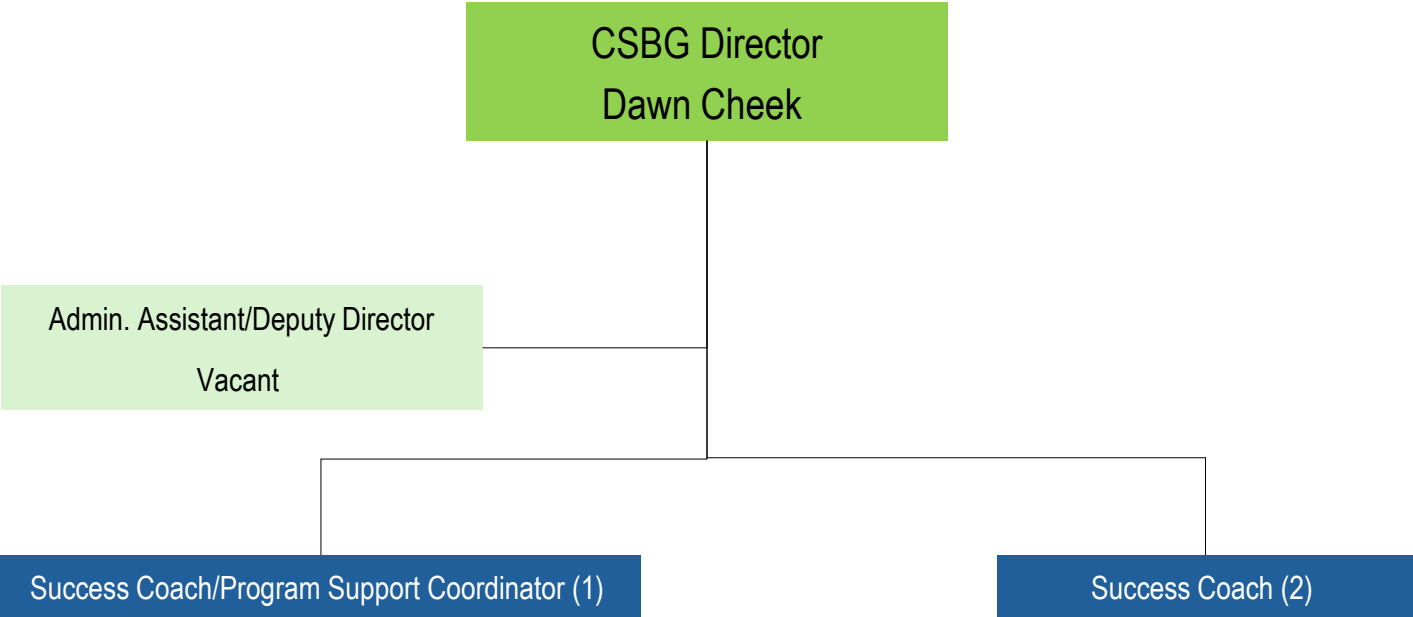 CSBG Director
Dawn Cheek
Admin. Assistant/Deputy Director
Vacant
Success Coach/Program Support Coordinator (1)
Success Coach (2)